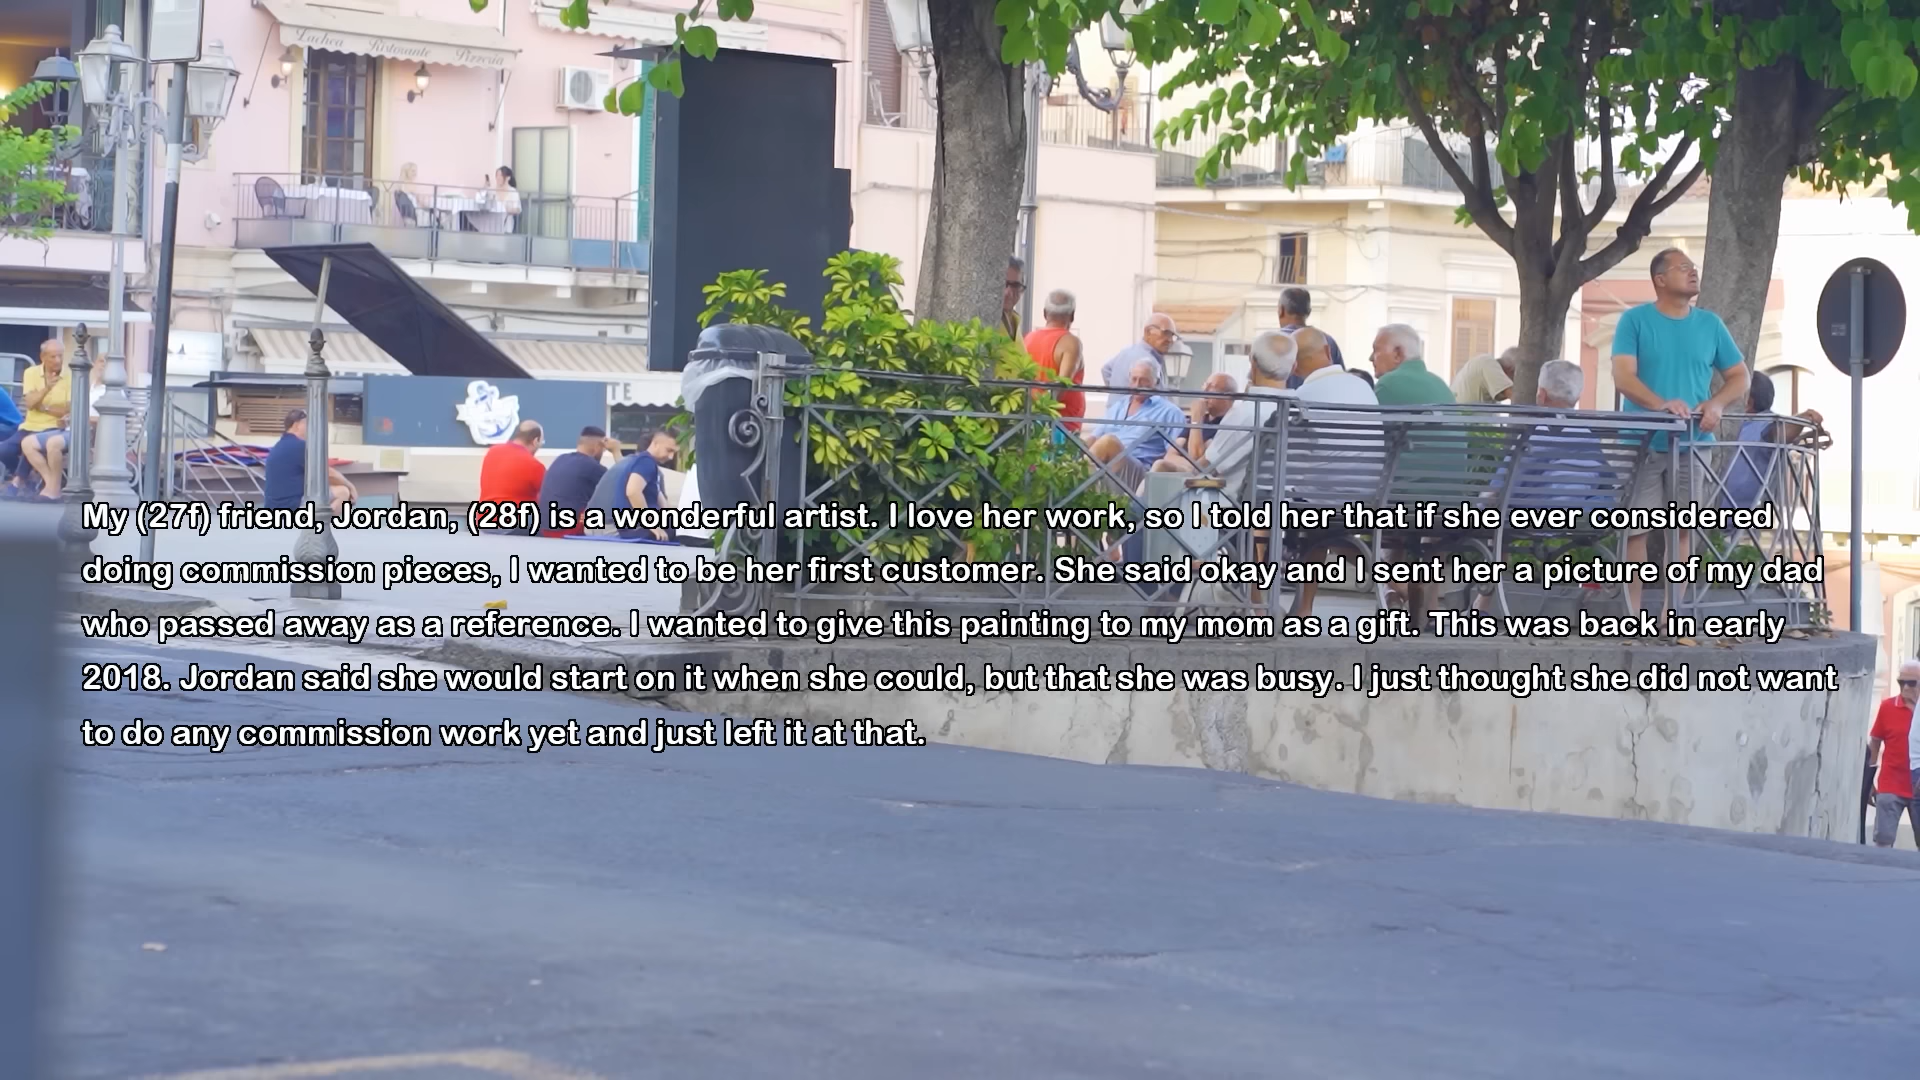 Lachea Ristorante Pizzeria
TE
My (27f) friend, Jordan, (28f) is a wonderful artist. I love her work, so I told her that if she ever considered
doing commission pieces, I wanted to be her first customer. She said okay and I sent her a picture of my dad
who passed away as a reference. I wanted to give this painting to my mom as a gift. This was back in early
2018. Jordan said she would start on it when she could, but that she was busy. I just thought she did not want
to do any commission work yet and just left it at that.